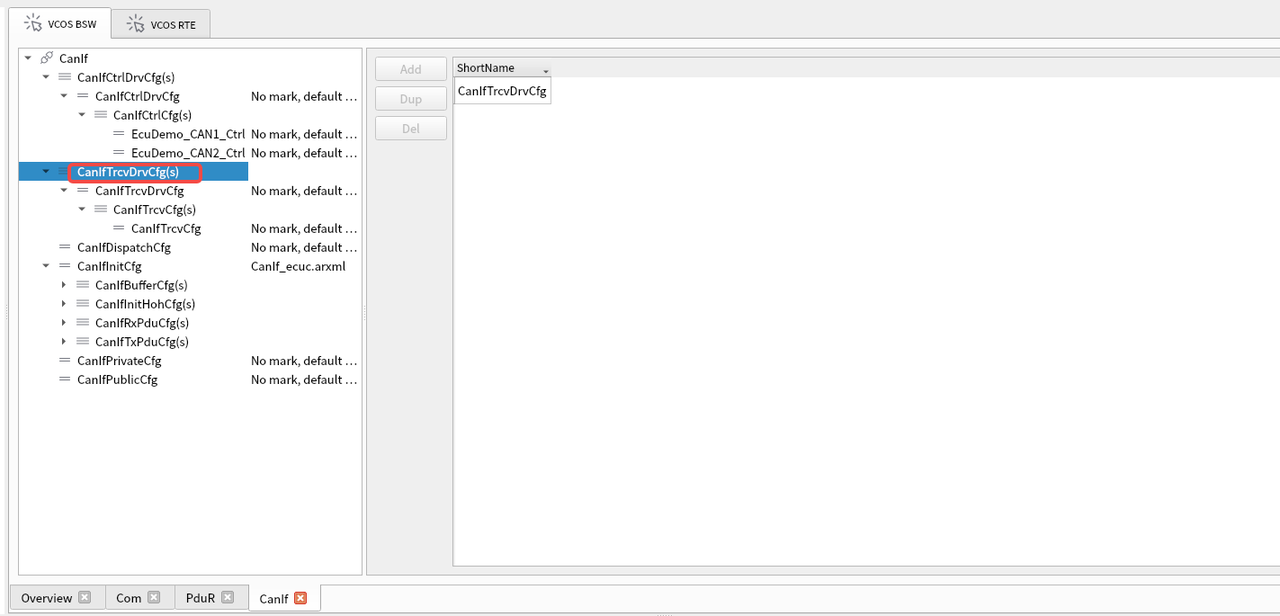 VCOS BSW
VCOS RTE
CanIf
CanIfCtrlDrvCfg(s)
CanIfCtrlDrvCfg No mark, default ...
CanIfCtrlCfg(s)
EcuDemo_CAN1_Ctrl No mark, default ...
EcuDemo_CAN2_Ctrl No mark, default ...
CanIfTrcvDrvCfg(s)
CanIfTrcvDrvCfg No mark, default ...
CanIfTrcvCfg(s)
CanIfTrcvCfg No mark, default ...
CanIfDispatchCfg No mark, default ...
CanIfInitCfg CanIf_ecuc.arxml
CanIfBufferCfg(s)
CanIfInitHohCfg(s)
CanIfRxPduCfg(s)
CanIfTxPduCfg(s)
CanIfPrivateCfg No mark, default ...
CanIfPublicCfg No mark, default ...
Add
Dup
Del
ShortName
CanIfTrcvDrvCfg
Overview
Com
PduR
CanIf